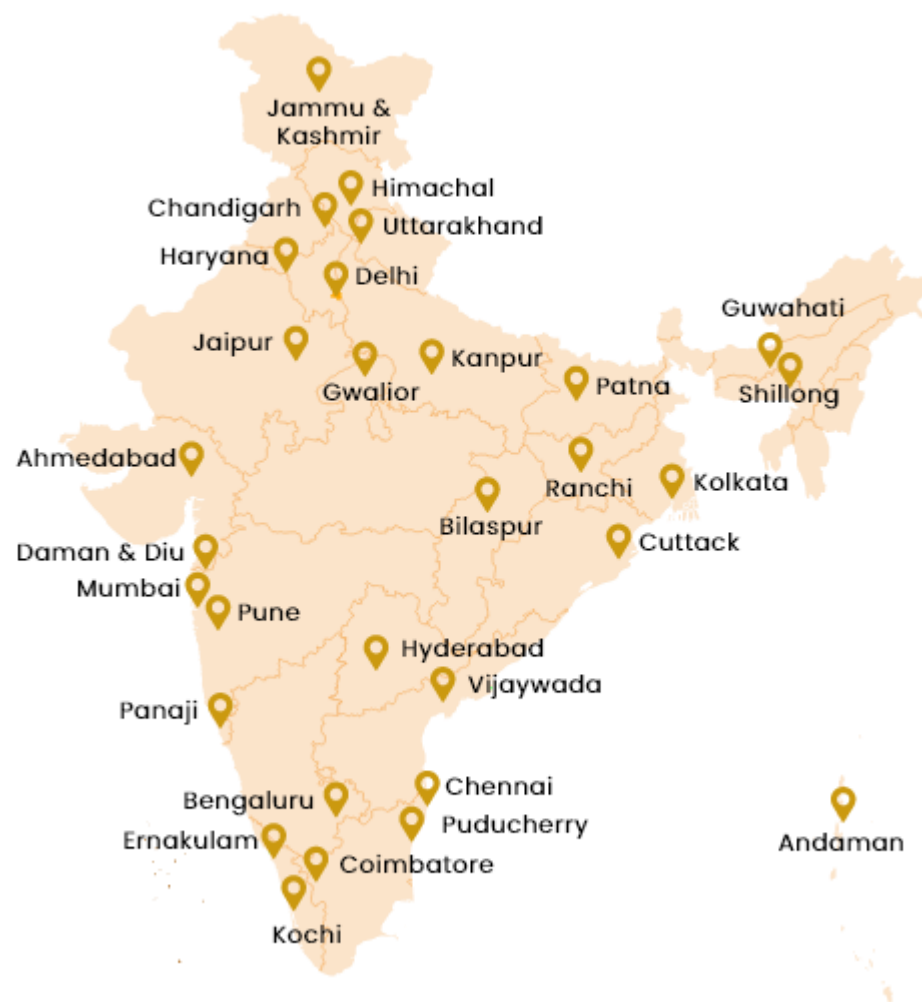 Jammu &
Kashmir
Himachal
Chandigarh
Uttarakhand
Haryana
Delhi
Guwahati
Jaipur
Kanpur
Gwalior
Patna
Shillong
Ahmedabad
Ranchi
Kolkata
Bilaspur
Cuttack
Daman & Diu
Mumbai
Pune
Hyderabad
Vijaywada
Panaji
Chennai
Bengaluru
Puducherry
Ernakulam
Andaman
Coimbatore
Kochi